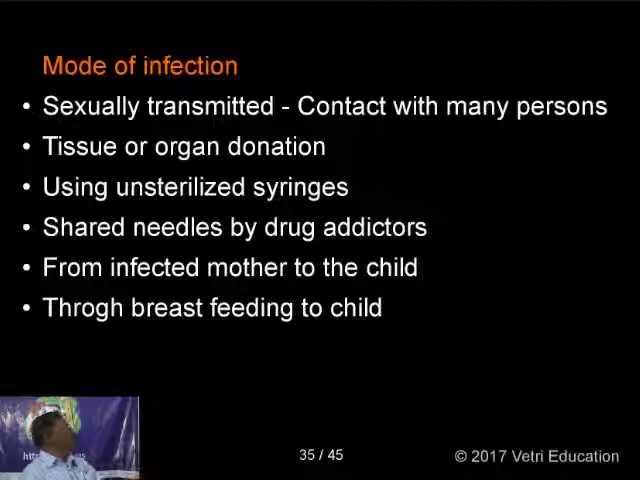 Mode of infection
• Sexually transmitted - Contact with many persons
• Tissue or organ donation
• Using unsterilized syringes
• Shared needles by drug addictors
• From infected mother to the child
• Throgh breast feeding to child
35 / 45
© 2017 Vetri Education